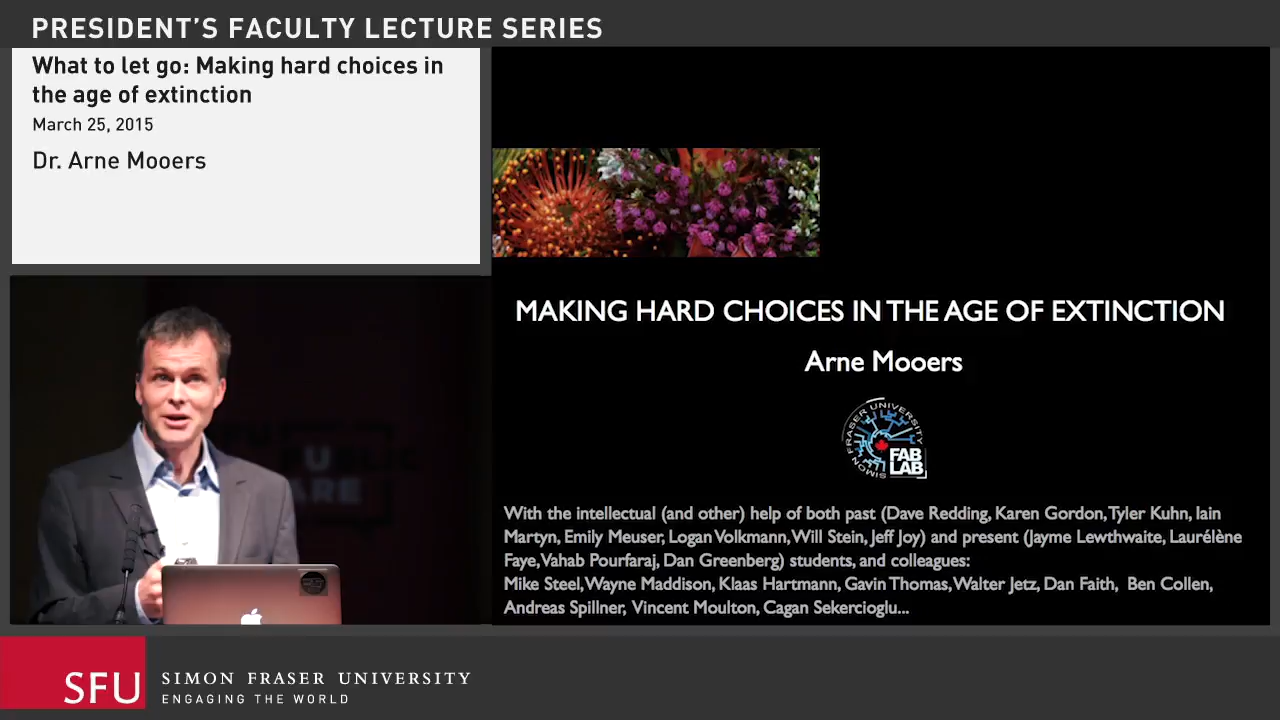 PRESIDENT'S FACULTY LECTURE SERIES
What to let go: Making hard choices in
the age of extinction
March 25, 2015
Dr. Arne Mooers
MAKING HARD CHOICES IN THE AGE OF EXTINCTION
Arne Mooers
SIMON FRASER UNIVERSITY
FAB
LAB
With the intellectual (and other) help of both past (Dave Redding, Karen Gordon, Tyler Kuhn, Iain
Martyn, Emily Meuser, Logan Volkmann, Will Stein, Jeff Joy) and present (Jayme Lewthwaite, Laurélène
Faye, Vahab Pourfaraj, Dan Greenberg) students, and colleagues:
Mike Steel, Wayne Maddison, Klaas Hartmann, Gavin Thomas, Walter Jetz, Dan Faith, Ben Collen,
Andreas Spillner, Vincent Moulton, Cagan Sekercioglu...
SFU
SIMON FRASER UNIVERSITY
ENGAGING THE WORLD